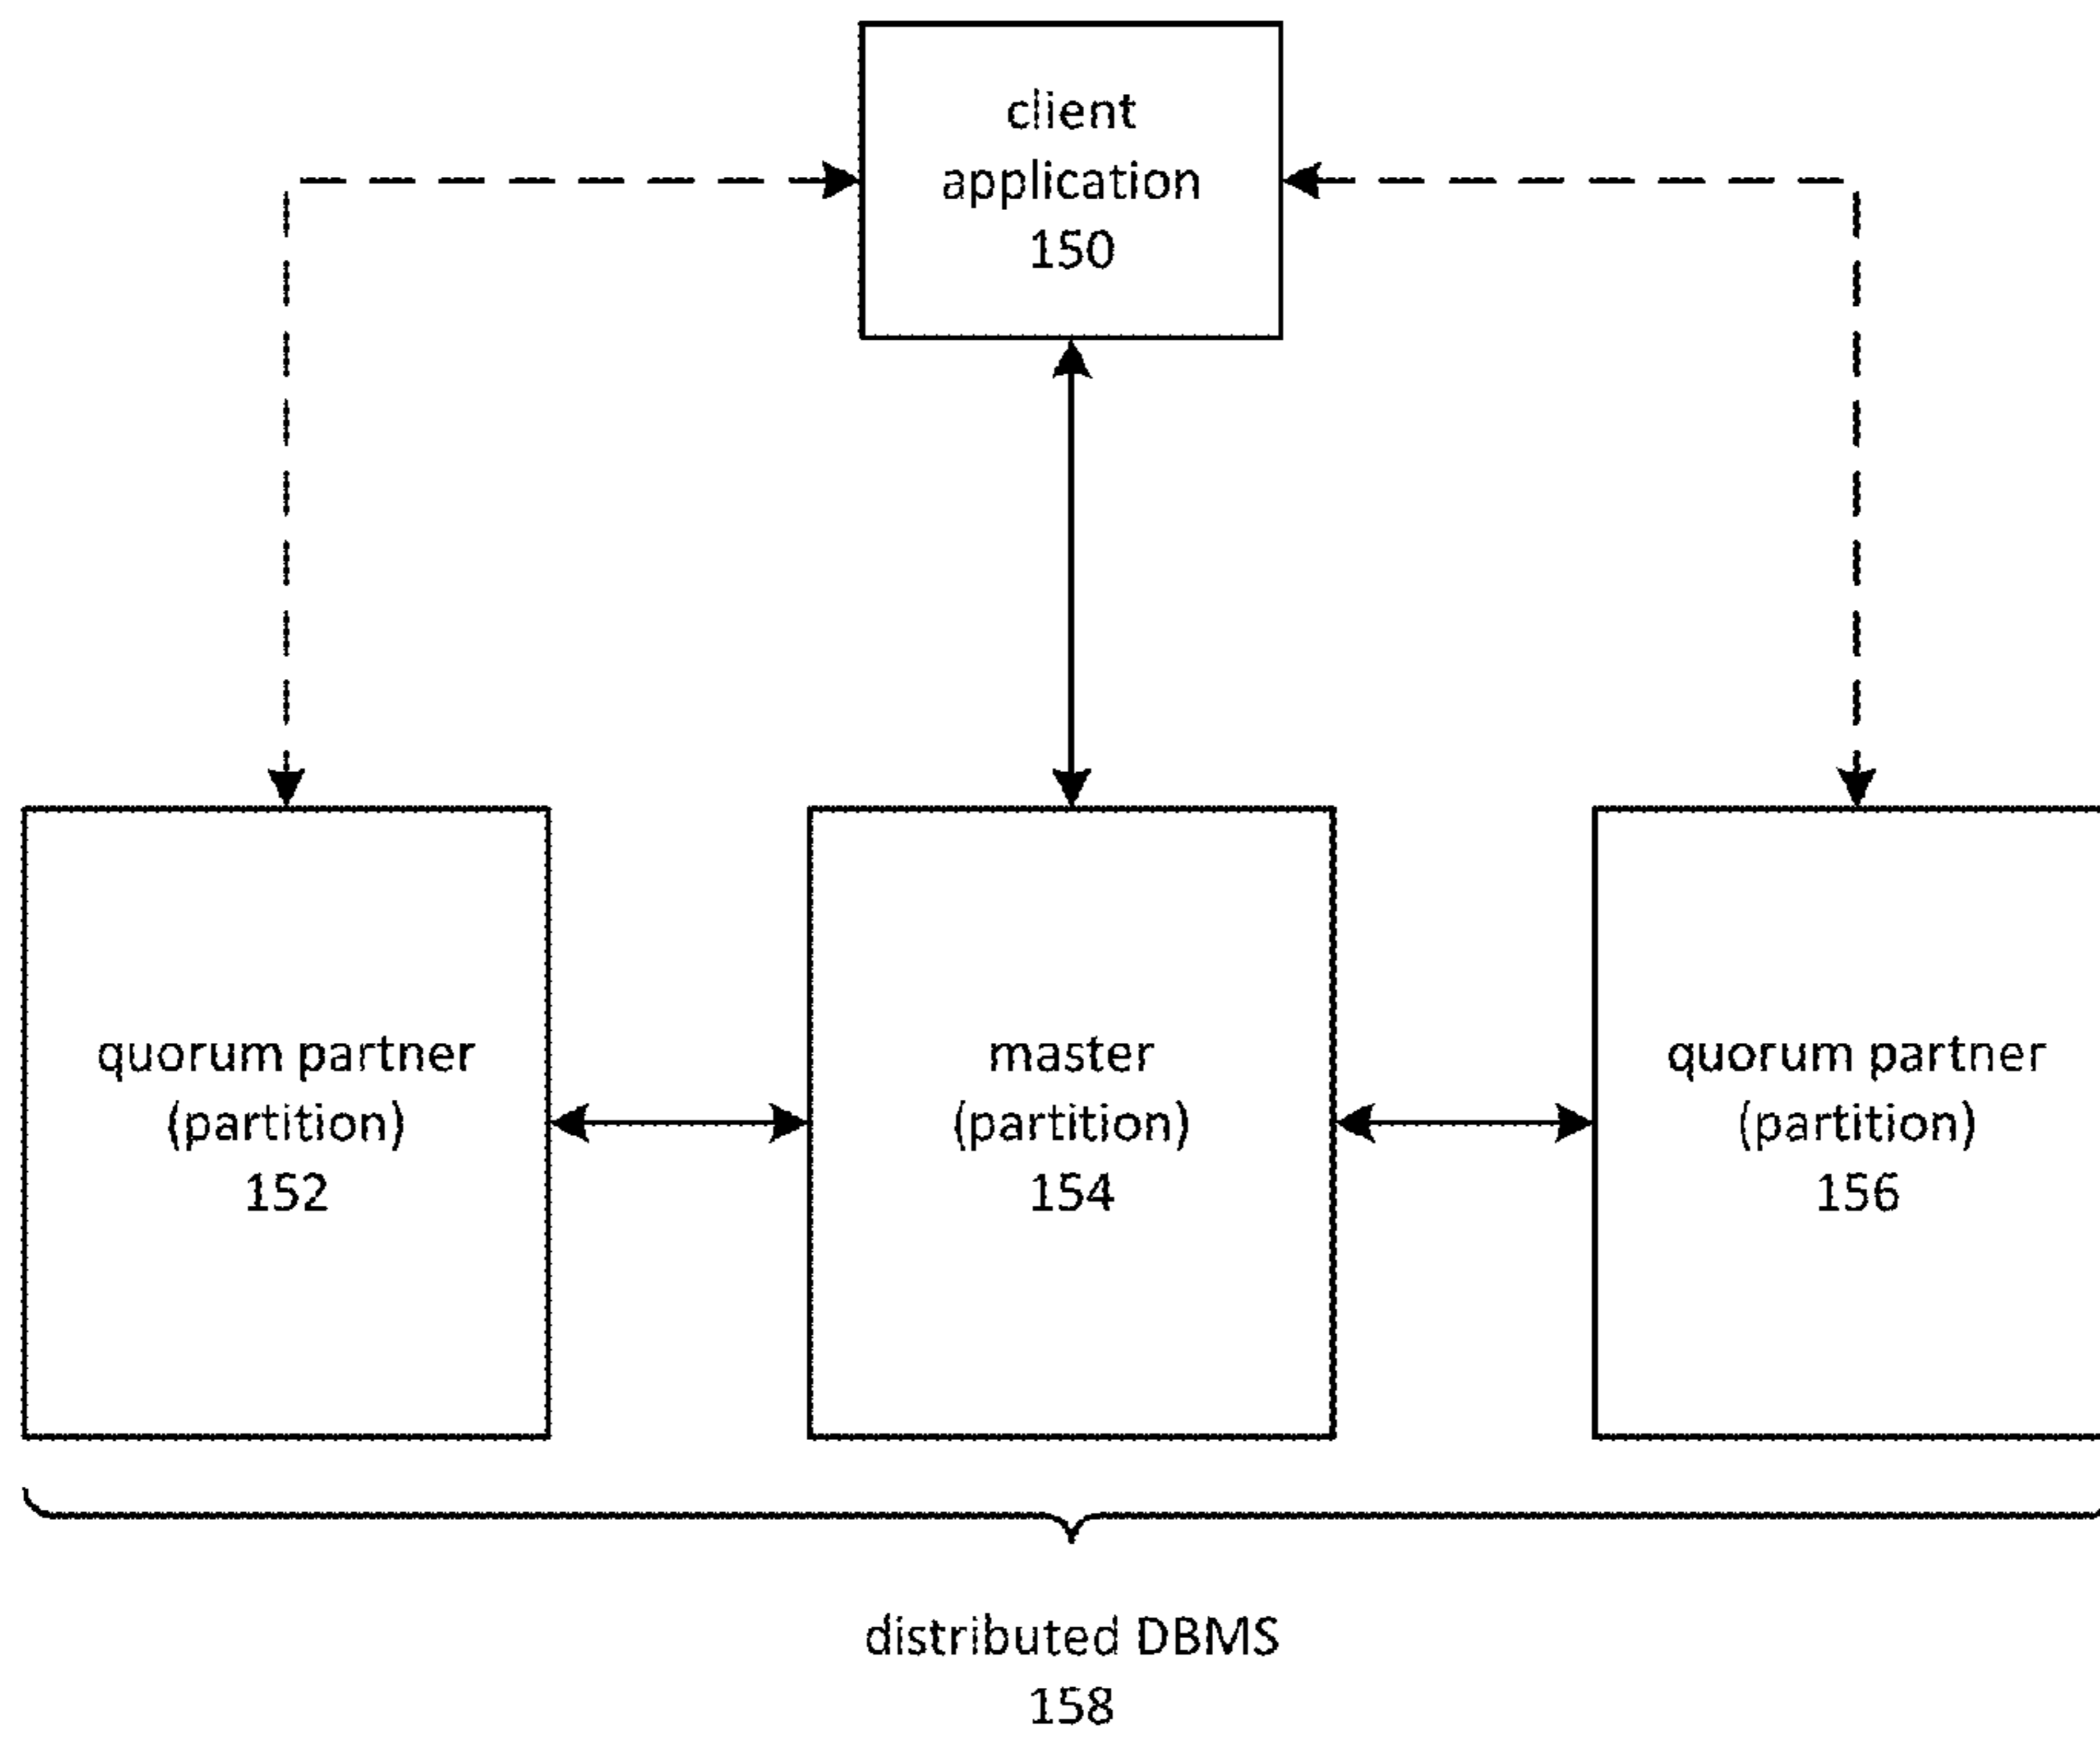 client
application
150
quorum partner
(partition)
152
master
(partition)
154
quorum partner
(partition)
156
distributed DBMS
158